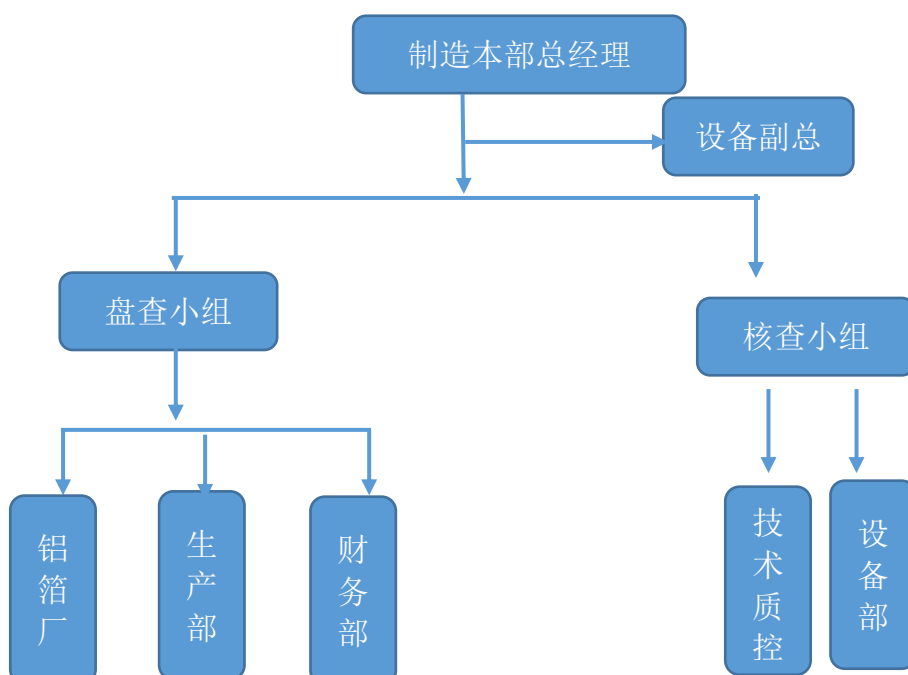 制造本部总经理
设备副总
盘查小组
核查小组
铝箔厂
生产部
财务部
技术质控
设备部